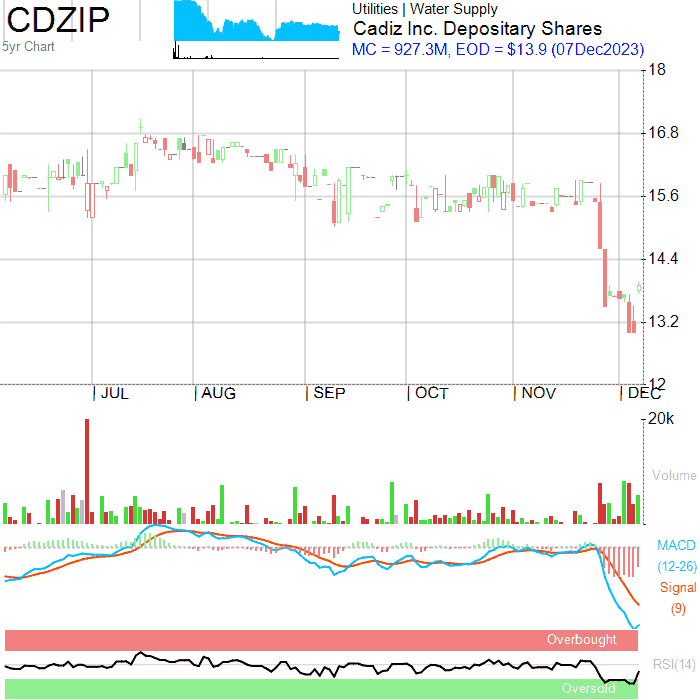 CDZIP
5yr Chart
Utilities | Water Supply
Cadiz Inc. Depositary Shares
MC = 927.3M, EOD = $13.9 (07Dec2023)
18
16.8
15.6
14.4
13.2
12
JUL AUG SEP OCT NOV DEC
20k
Volume
MACD
(12-26)
Signal
(9)
Overbought
RSI(14)
Oversold